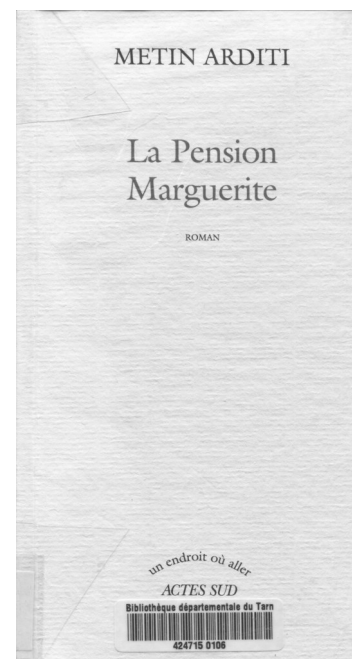 METIN ARDITI
La Pension
Marguerite
ROMAN
un endroit où aller
ACTES SUD
Bibliothèque départementale du Tarn
424715 0106